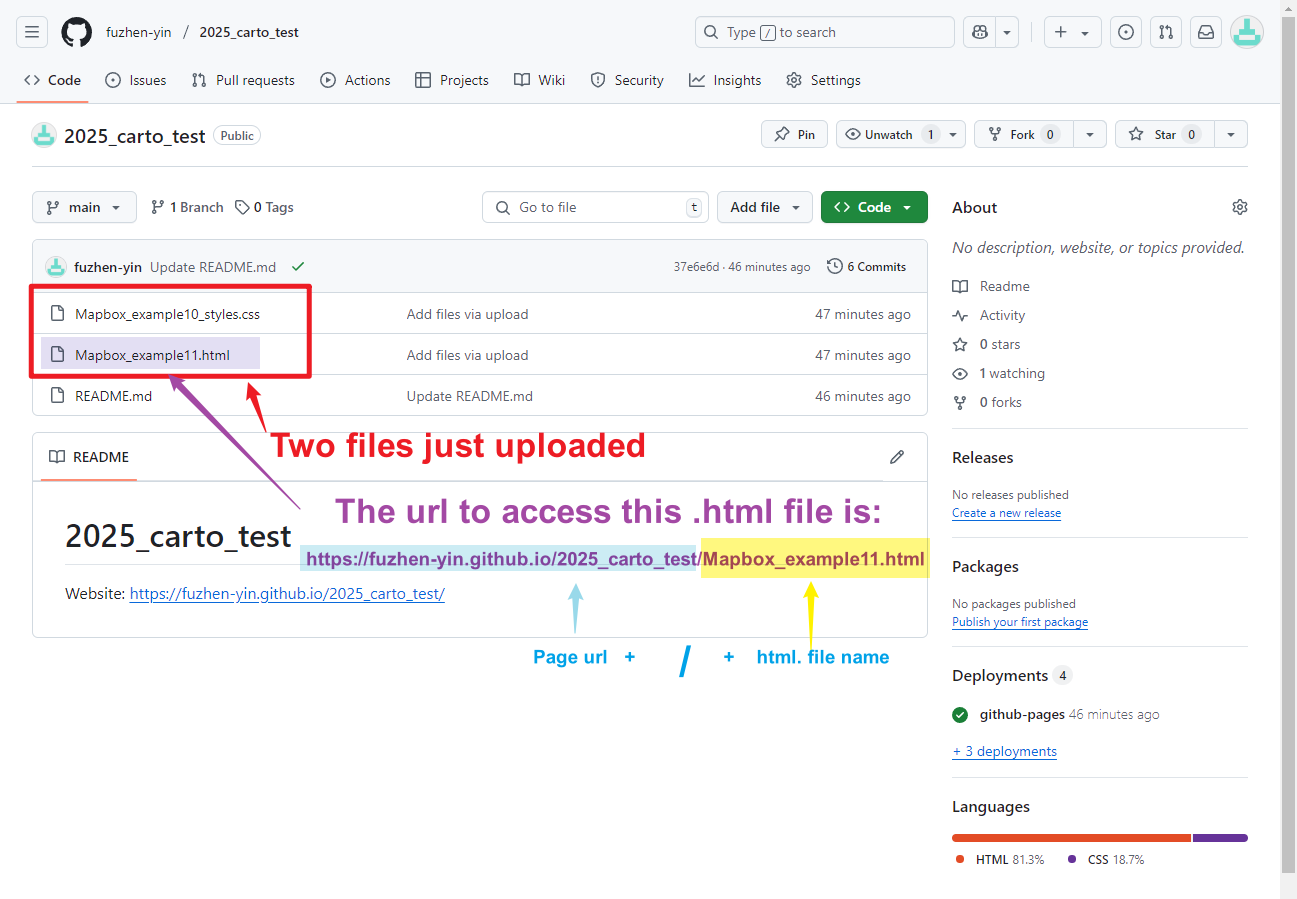 fuzhen-yin / 2025_carto_test
Type / to search
Code Issues Pull requests Actions Projects Wiki Security Insights Settings
2025_carto_test Public
Pin Unwatch 1 Fork 0 Star 0
main 1 Branch 0 Tags Go to file t Add file Code
fuzhen-yin Update README.md 37e6e6d · 46 minutes ago 6 Commits
Mapbox_example10_styles.css Add files via upload 47 minutes ago
Mapbox_example11.html Add files via upload 47 minutes ago
README.md Update README.md 46 minutes ago
Two files just uploaded
README
The url to access this .html file is:
2025_carto_test
https://fuzhen-yin.github.io/2025_carto_test/Mapbox_example11.html
Website: https://fuzhen-yin.github.io/2025_carto_test/
Page url + / + html. file name
About
No description, website, or topics provided.
Readme
Activity
0 stars
1 watching
0 forks
Releases
No releases published
Create a new release
Packages
No packages published
Publish your first package
Deployments 4
github-pages 46 minutes ago
+ 3 deployments
Languages
HTML 81.3% CSS 18.7%